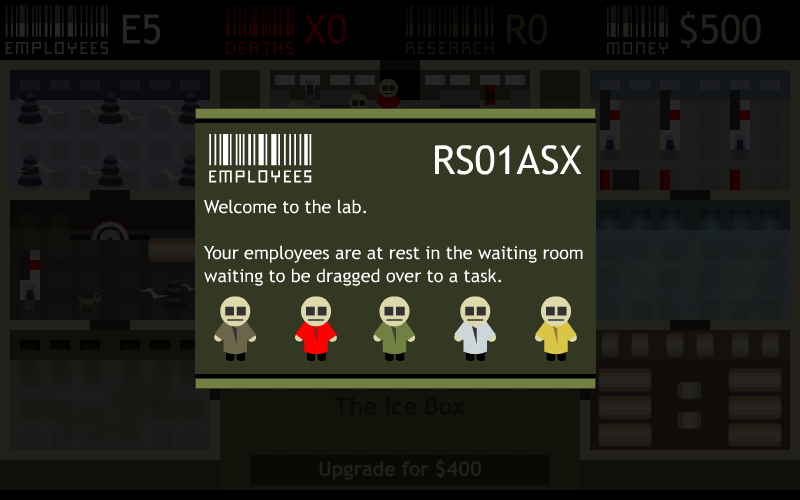 EMPLOYEES E5
DEATHS X0
RESEARCH R0
MONEY $500
EMPLOYEES
RS01ASX
Welcome to the lab.
Your employees are at rest in the waiting room
waiting to be dragged over to a task.
The Ice Box
Upgrade for $400